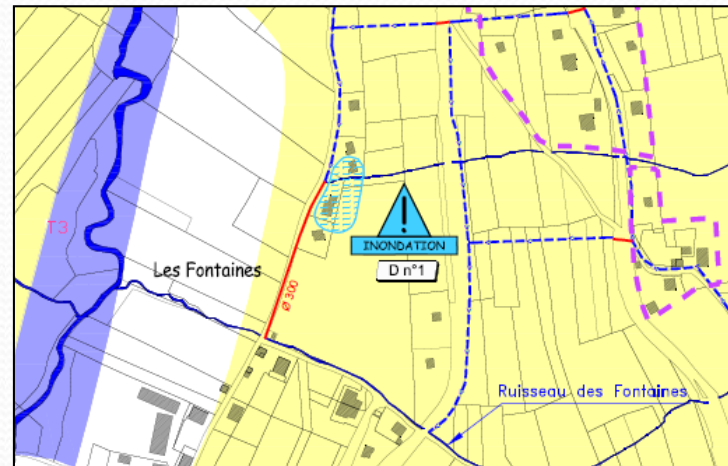 T3
Les Fontaines
Ø 300
!
INONDATION
D n°1
Ruisseau des Fontaines